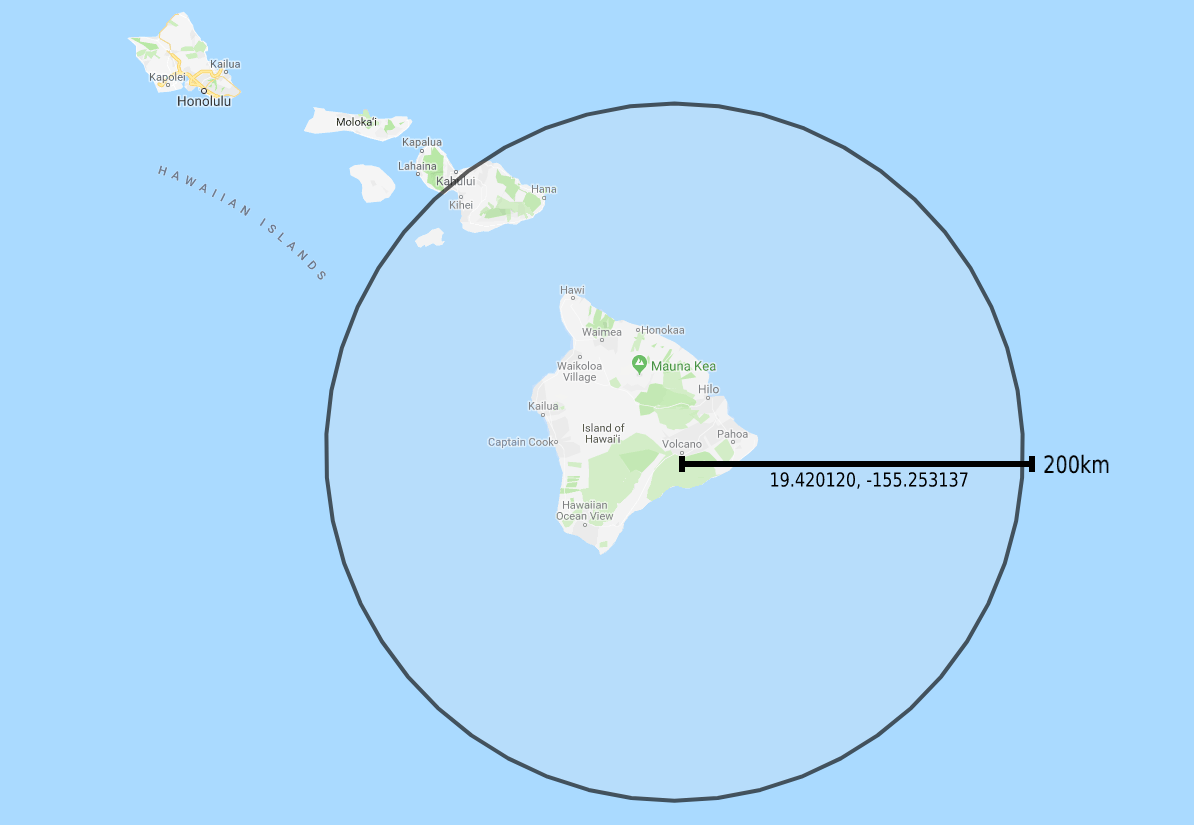 Kailua
Kapolei
Honolulu
Moloka'i
Kapalua
Lahaina
Kahului
Hana
Kihei
HAWAIIAN ISLANDS
Hawi
Waimea
Honokaa
Waikoloa
Village
Mauna Kea
Hilo
Kailua
Island of
Hawai'i
Pahoa
Captain Cook
Volcano
200km
19.420120, -155.253137
Hawaiian
Ocean View